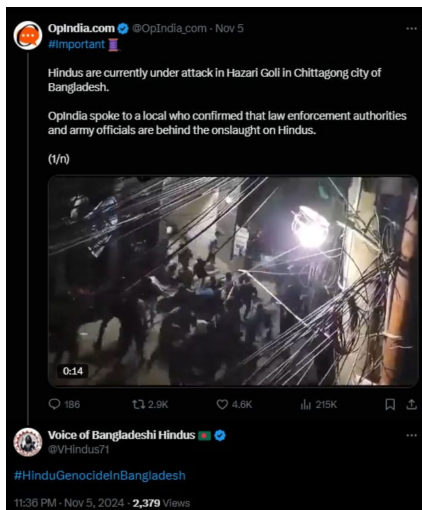 OpIndia.com @OpIndia_com · Nov 5
#Important
Hindus are currently under attack in Hazari Goli in Chittagong city of
Bangladesh.
OpIndia spoke to a local who confirmed that law enforcement authorities
and army officials are behind the onslaught on Hindus.
(1/n)
0:14
186 2.9K 4.6K 215K
Voice of Bangladeshi Hindus
@VHindus71
#HinduGenocideInBangladesh
11:36 PM · Nov 5, 2024 · 2,379 Views